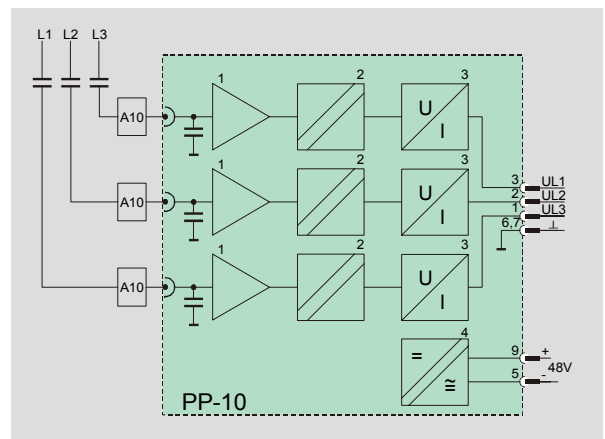 L1 L2 L3
1 2 3
A10 U I
3 UL1
1 2 3
2 UL2
A10 U I
1 UL3
6,7 ⊥
1 2 3
A10 U I
4
= 9 +
48V
≅ 5 -
PP-10